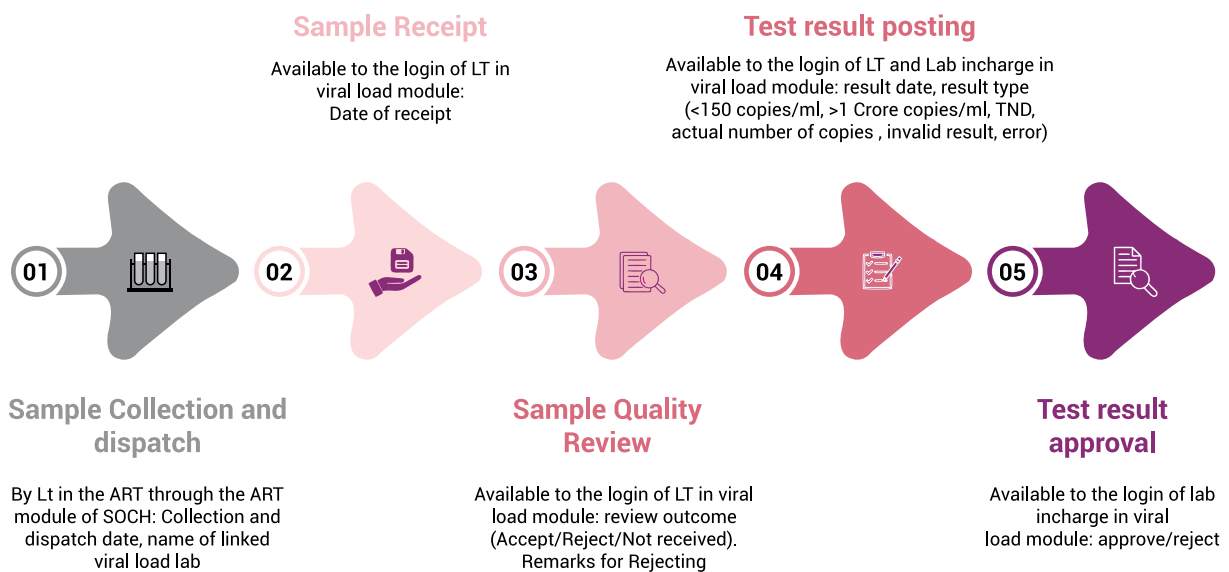 Sample Receipt
Available to the login of LT in
viral load module:
Date of receipt
Test result posting
Available to the login of LT and Lab incharge in
viral load module: result date, result type
(<150 copies/ml, >1 Crore copies/ml, TND,
actual number of copies , invalid result, error)
01
02
03
04
05
Sample Collection and
dispatch
By Lt in the ART through the ART
module of SOCH: Collection and
dispatch date, name of linked
viral load lab
Sample Quality
Review
Available to the login of LT in viral
load module: review outcome
(Accept/Reject/Not received).
Remarks for Rejecting
Test result
approval
Available to the login of lab
incharge in viral
load module: approve/reject